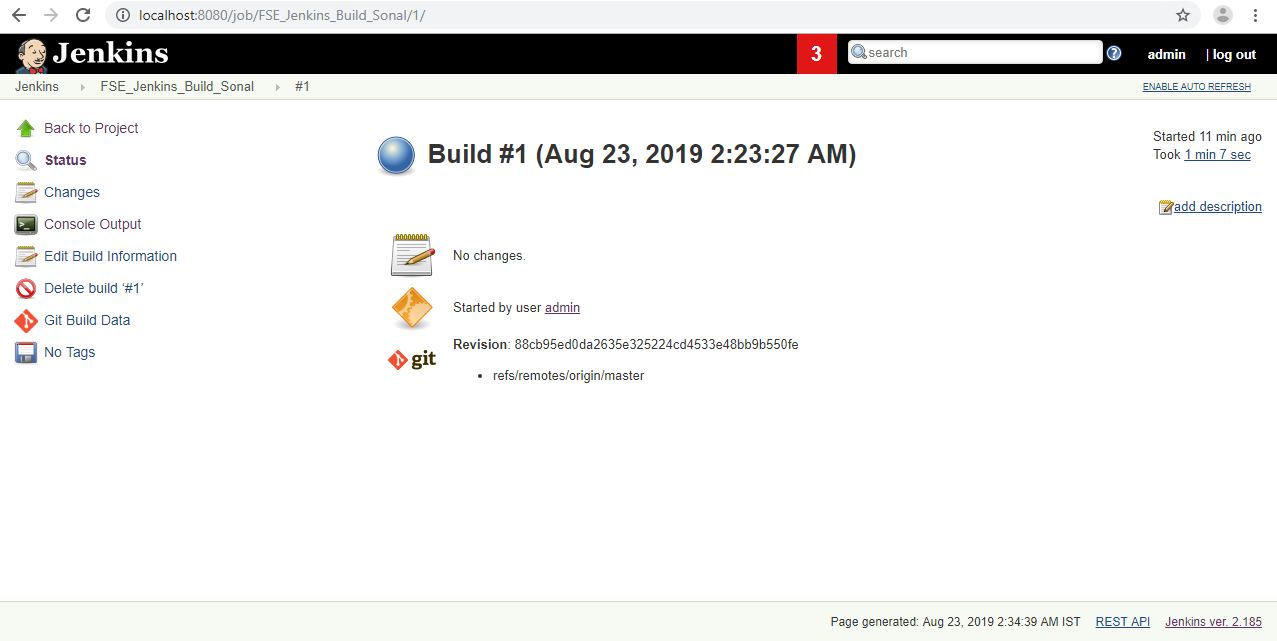 localhost:8080/job/FSE_Jenkins_Build_Sonal/1/
Jenkins 3 search ? admin | log out
Jenkins FSE_Jenkins_Build_Sonal #1 ENABLE AUTO REFRESH
Back to Project
Status
Changes
Console Output
Edit Build Information
Delete build ‘#1’
Git Build Data
No Tags
Build #1 (Aug 23, 2019 2:23:27 AM)
Started 11 min ago
Took 1 min 7 sec
add description
No changes.
Started by user admin
git
Revision: 88cb95ed0da2635e325224cd4533e48bb9b550fe
• refs/remotes/origin/master
Page generated: Aug 23, 2019 2:34:39 AM IST REST API Jenkins ver. 2.185